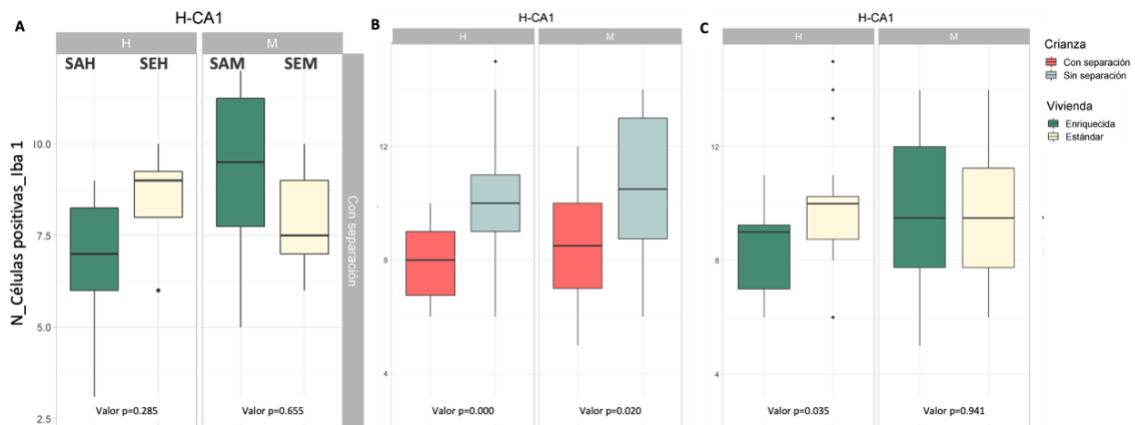 A
H-CA1
H
M
SAH
SEH
SAM
SEM
N_Células positivas_Iba 1
10.0
7.5
5.0
2.5
Valor p=0.285
Valor p=0.655
Con separación
B
H-CA1
H
M
12
8
4
Valor p=0.000
Valor p=0.020
C
H-CA1
H
M
12
8
4
Valor p=0.035
Valor p=0.941
Crianza
Con separación
Sin separación
Vivienda
Enriquecida
Estándar